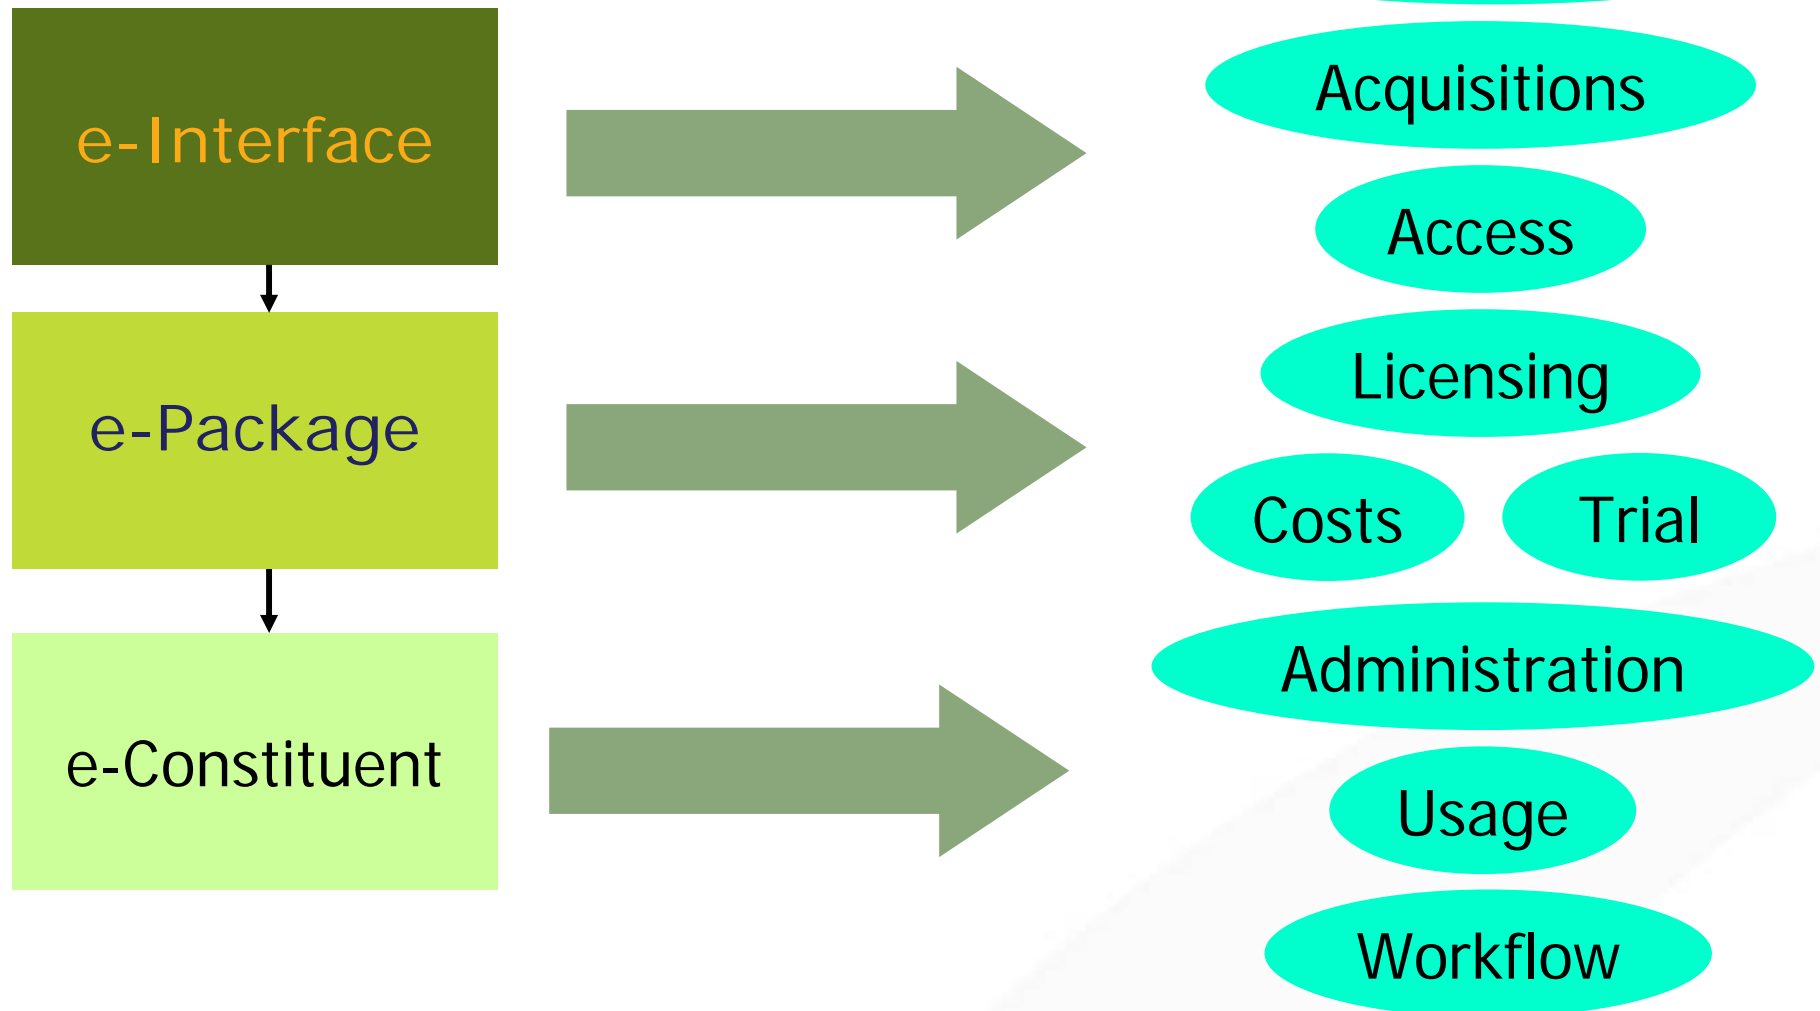 e-Interface
e-Package
e-Constituent
Acquisitions
Access
Licensing
Costs
Trial
Administration
Usage
Workflow